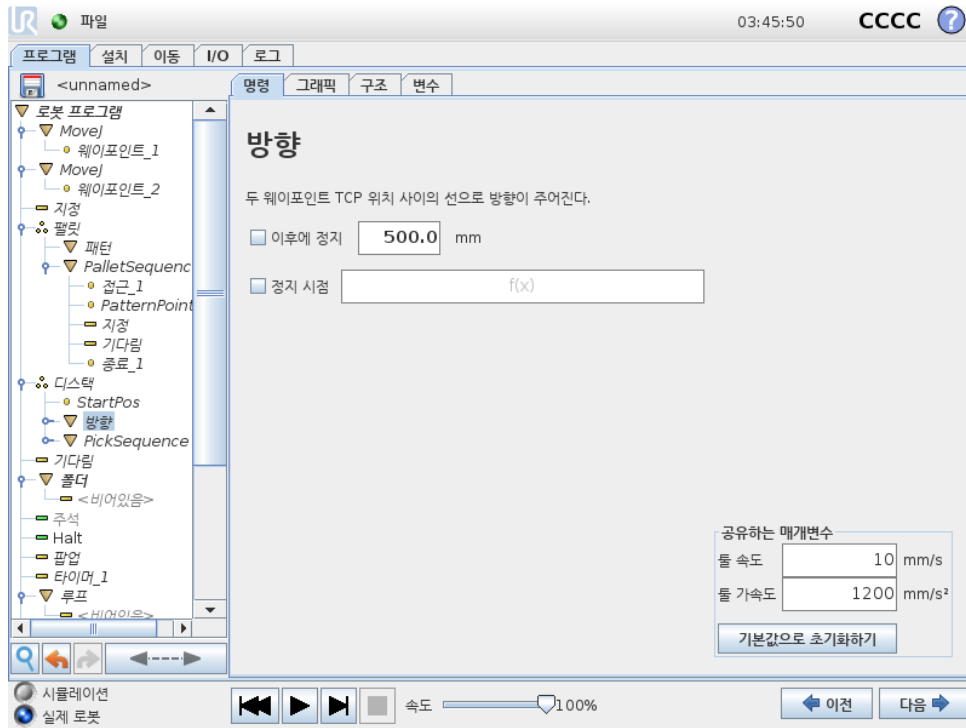 UR 파일 03:45:50 CCCC ?
프로그램 설치 이동 I/O 로그
<unnamed>
명령 그래픽 구조 변수
로봇 프로그램
MoveJ
웨이포인트_1
MoveJ
웨이포인트_2
지정
팔릿
패턴
PalletSequenc
접근_1
PatternPoint
지정
기다림
종료_1
디스택
StartPos
방향
PickSequence
기다림
폴더
<비어있음>
주석
Halt
팝업
타이머_1
루프
<비어있음>
방향
두 웨이포인트 TCP 위치 사이의 선으로 방향이 주어진다.
이후에 정지 500.0 mm
정지 시점 f(x)
공유하는 매개변수
툴 속도 10 mm/s
툴 가속도 1200 mm/s²
기본값으로 초기화하기
시뮬레이션
실제 로봇
속도 100%
이전 다음